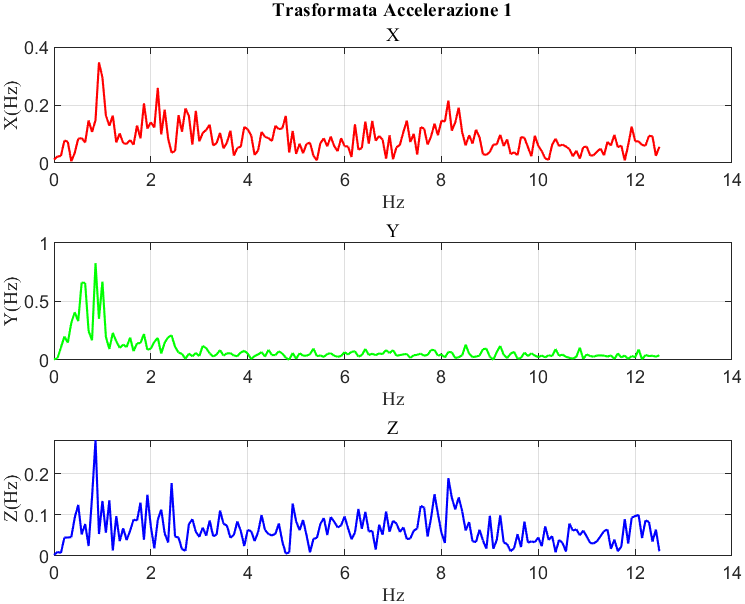 Trasformata Accelerazione 1
X
0.4
0.2
0
X(Hz)
0 2 4 6 8 10 12 14
Hz
Y
1
0.5
0
Y(Hz)
0 2 4 6 8 10 12 14
Hz
Z
0.2
0.1
0
Z(Hz)
0 2 4 6 8 10 12 14
Hz